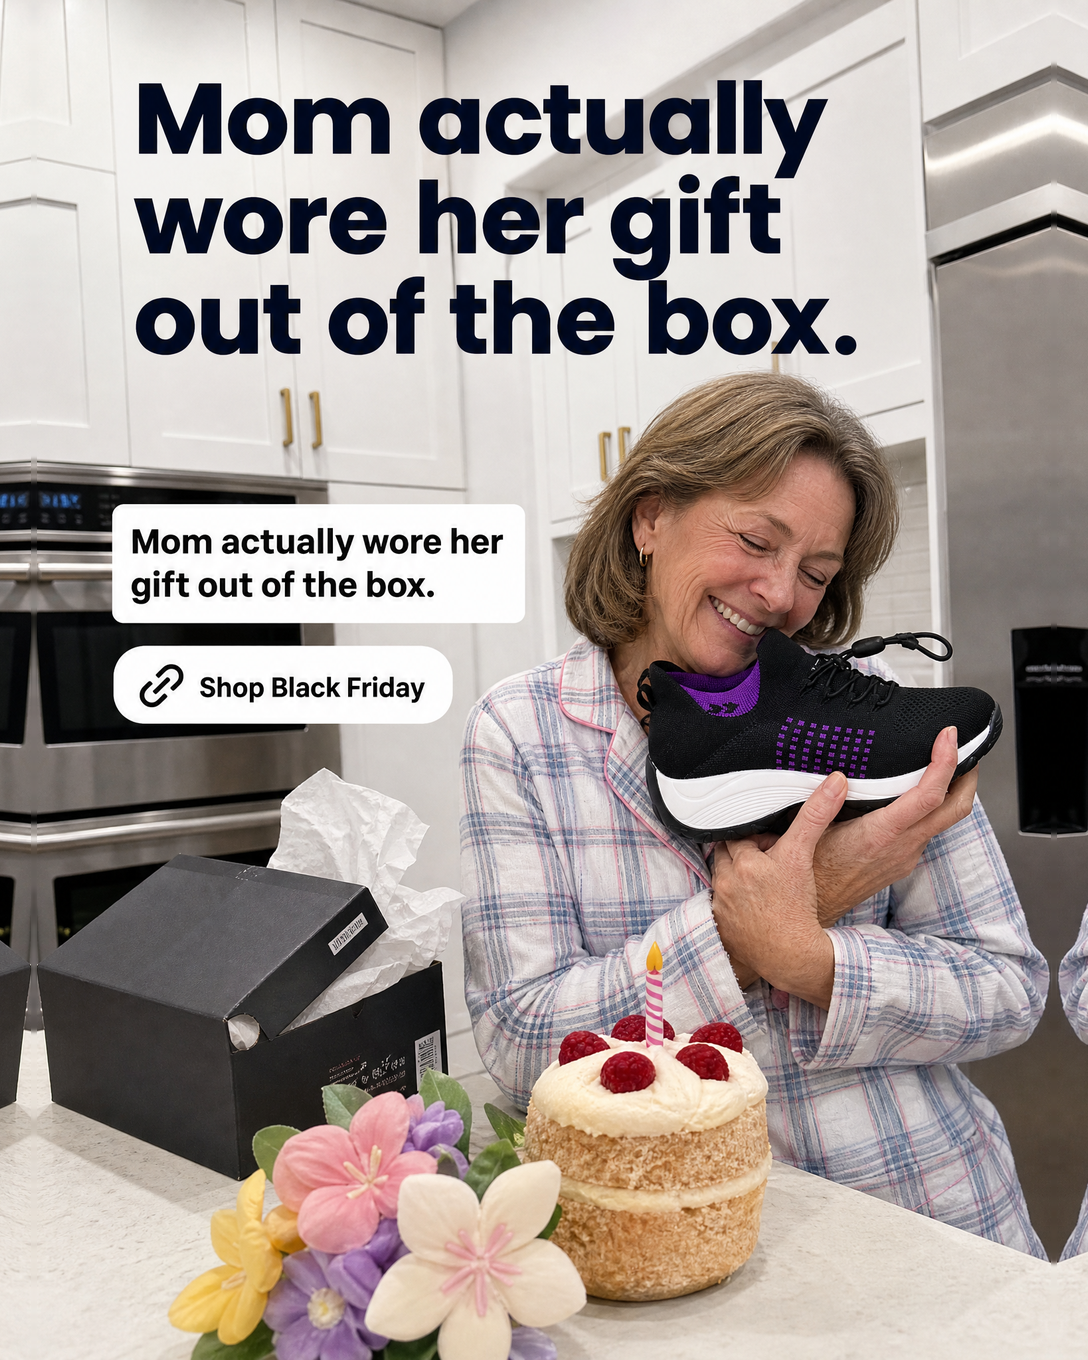 Mom actually
wore her gift
out of the box.
Mom actually wore her
gift out of the box.
Shop Black Friday